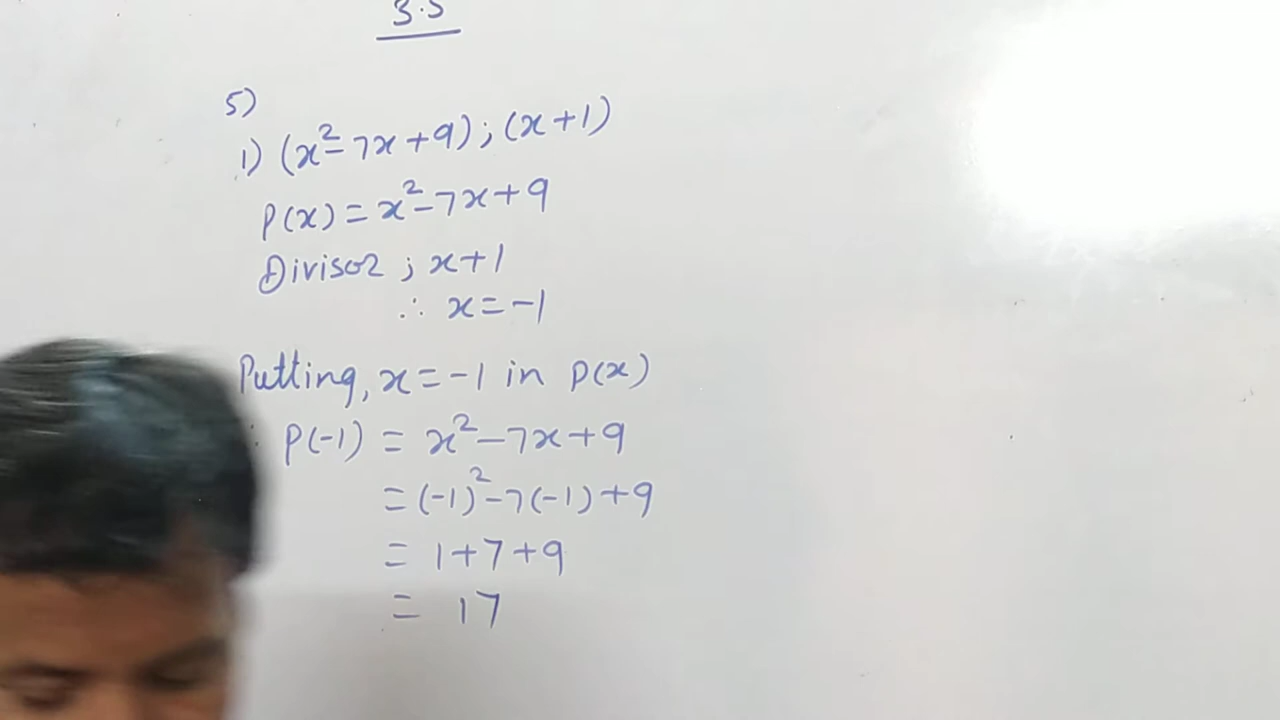 3.5
5)
1) (x²-7x+9); (x+1)
P(x) = x²-7x+9
Divisor ; x+1
∴ x=-1
Putting, x=-1 in p(x)
P(-1) = x²-7x+9
=(-1)²-7(-1)+9
= 1+7+9
= 17